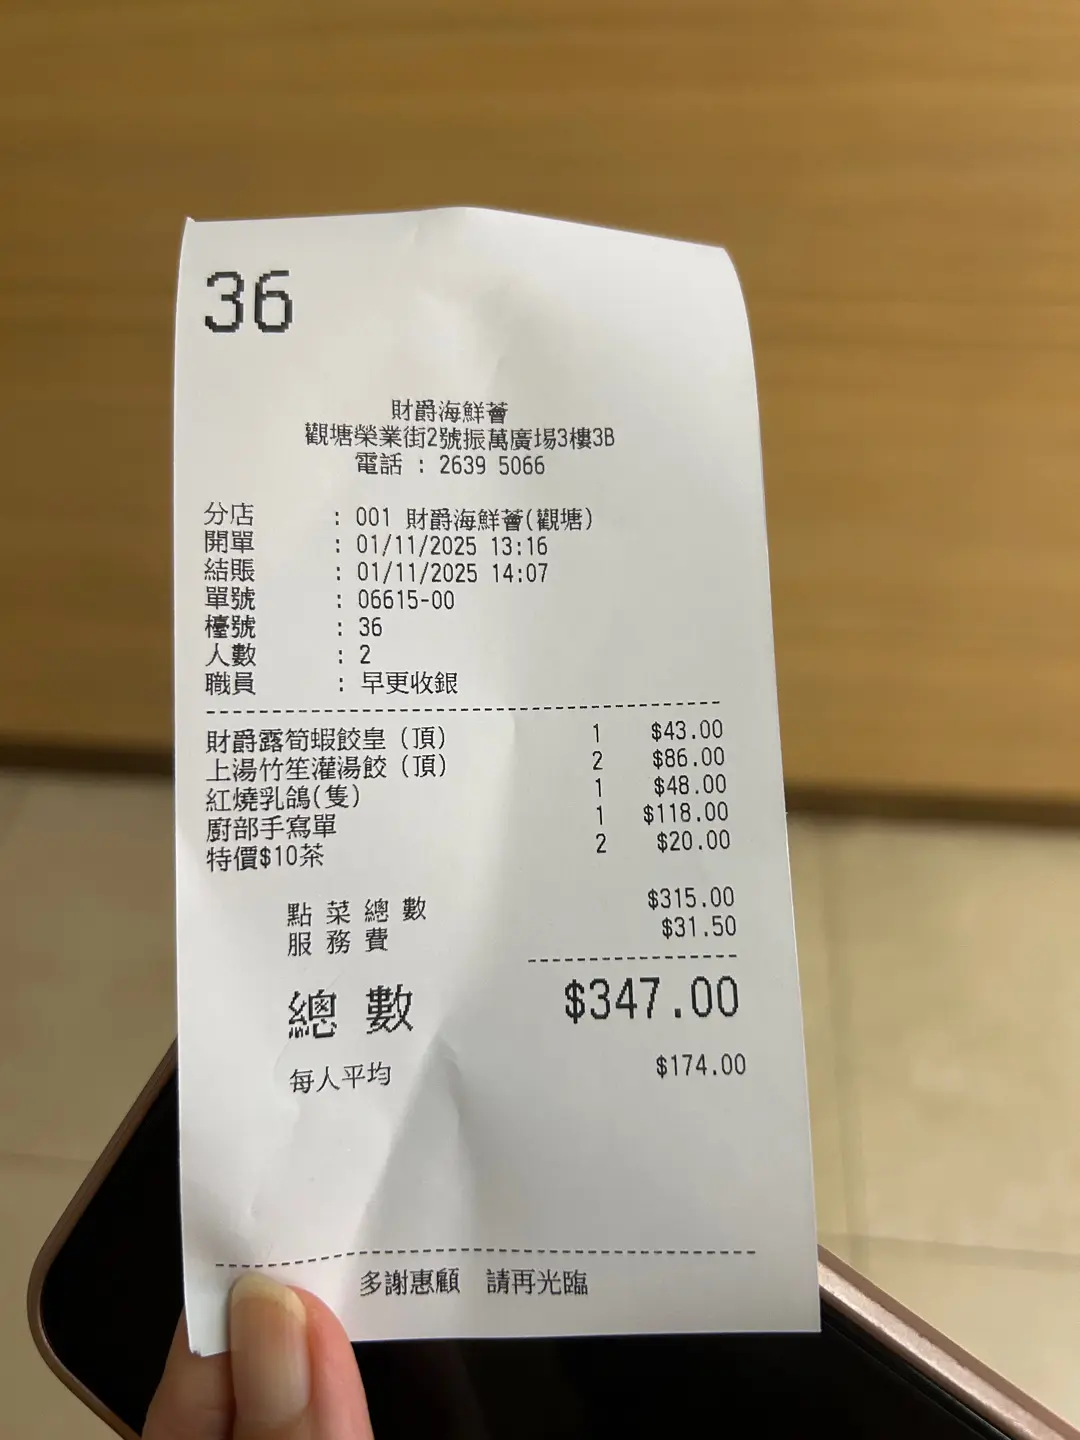 36
財爵海鮮薈
觀塘榮業街2號振萬廣場3樓3B
電話 : 2639 5066
分店 : 001 財爵海鮮薈(觀塘)
開單 : 01/11/2025 13:16
結賬 : 01/11/2025 14:07
單號 : 06615-00
檯號 : 36
人數 : 2
職員 : 早更收銀
財爵露筍蝦餃皇（頂） 1 $43.00
上湯竹笙灌湯餃（頂） 2 $86.00
紅燒乳鴿(隻) 1 $48.00
廚部手寫單 1 $118.00
特價$10茶 2 $20.00
點菜總數 $315.00
服務費 $31.50
總數 $347.00
每人平均 $174.00
多謝惠顧 請再光臨